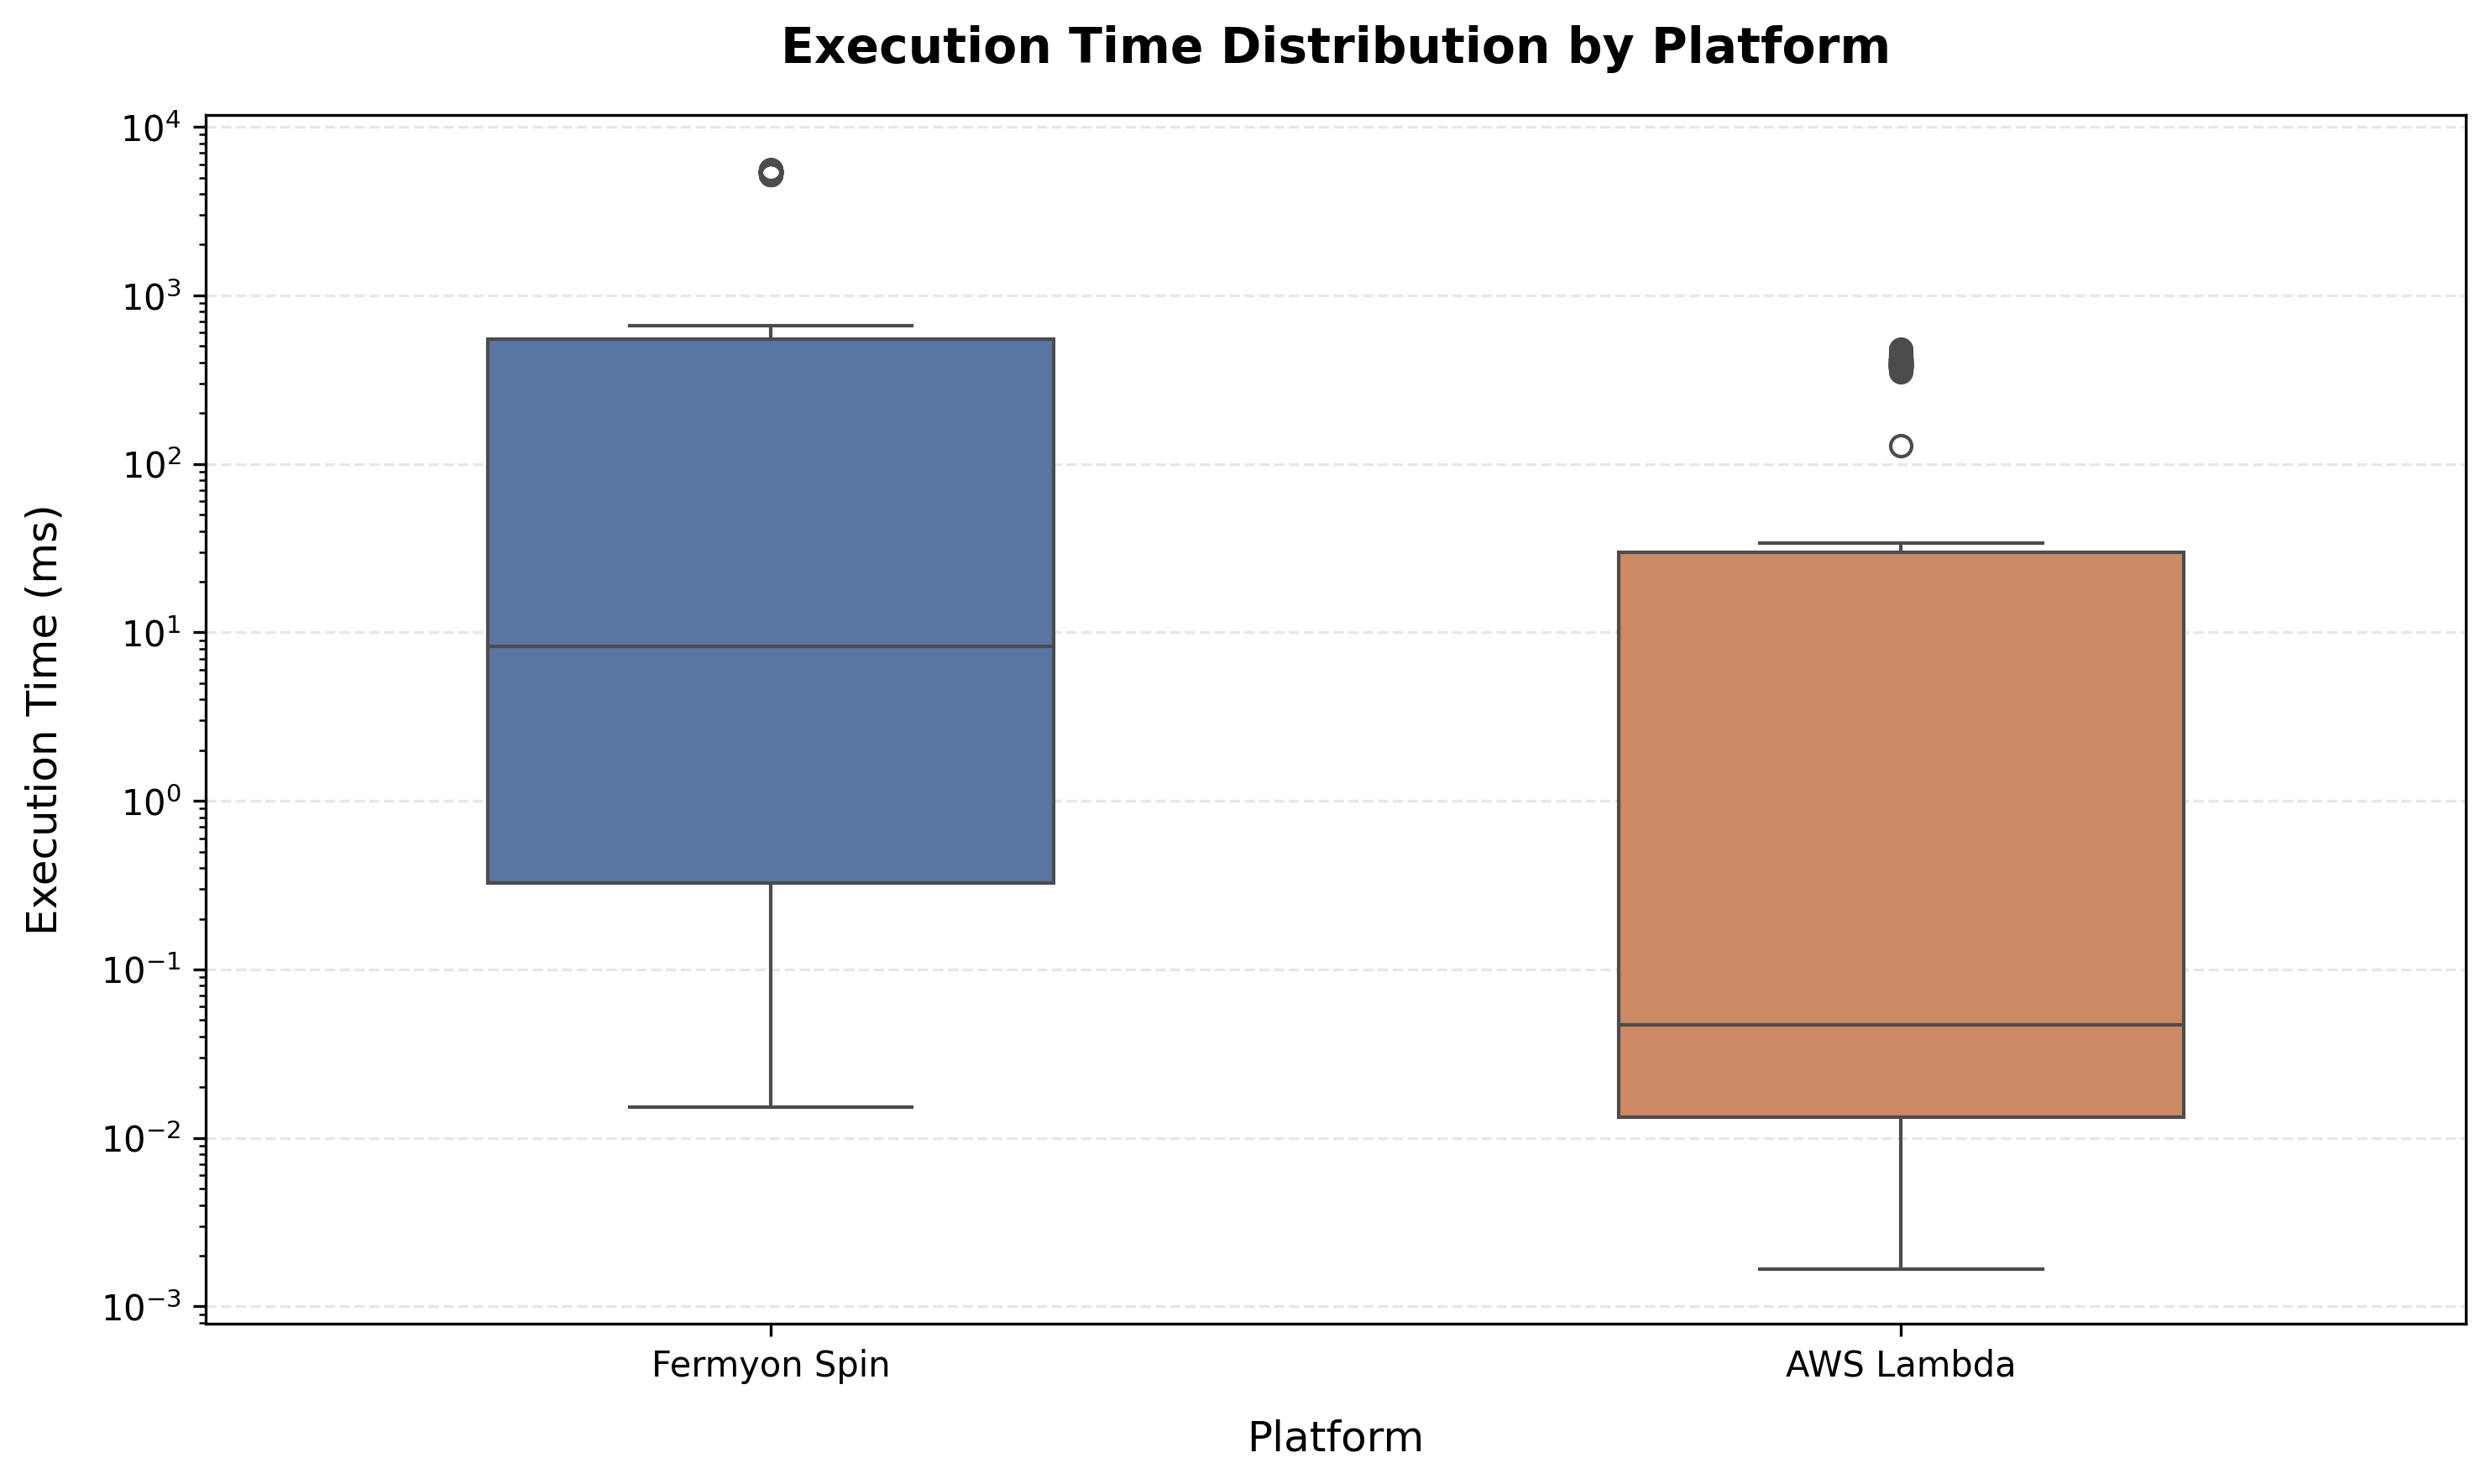 Execution Time Distribution by Platform
Execution Time (ms)
10⁴
10³
10²
10¹
10⁰
10⁻¹
10⁻²
10⁻³
Fermyon Spin
AWS Lambda
Platform